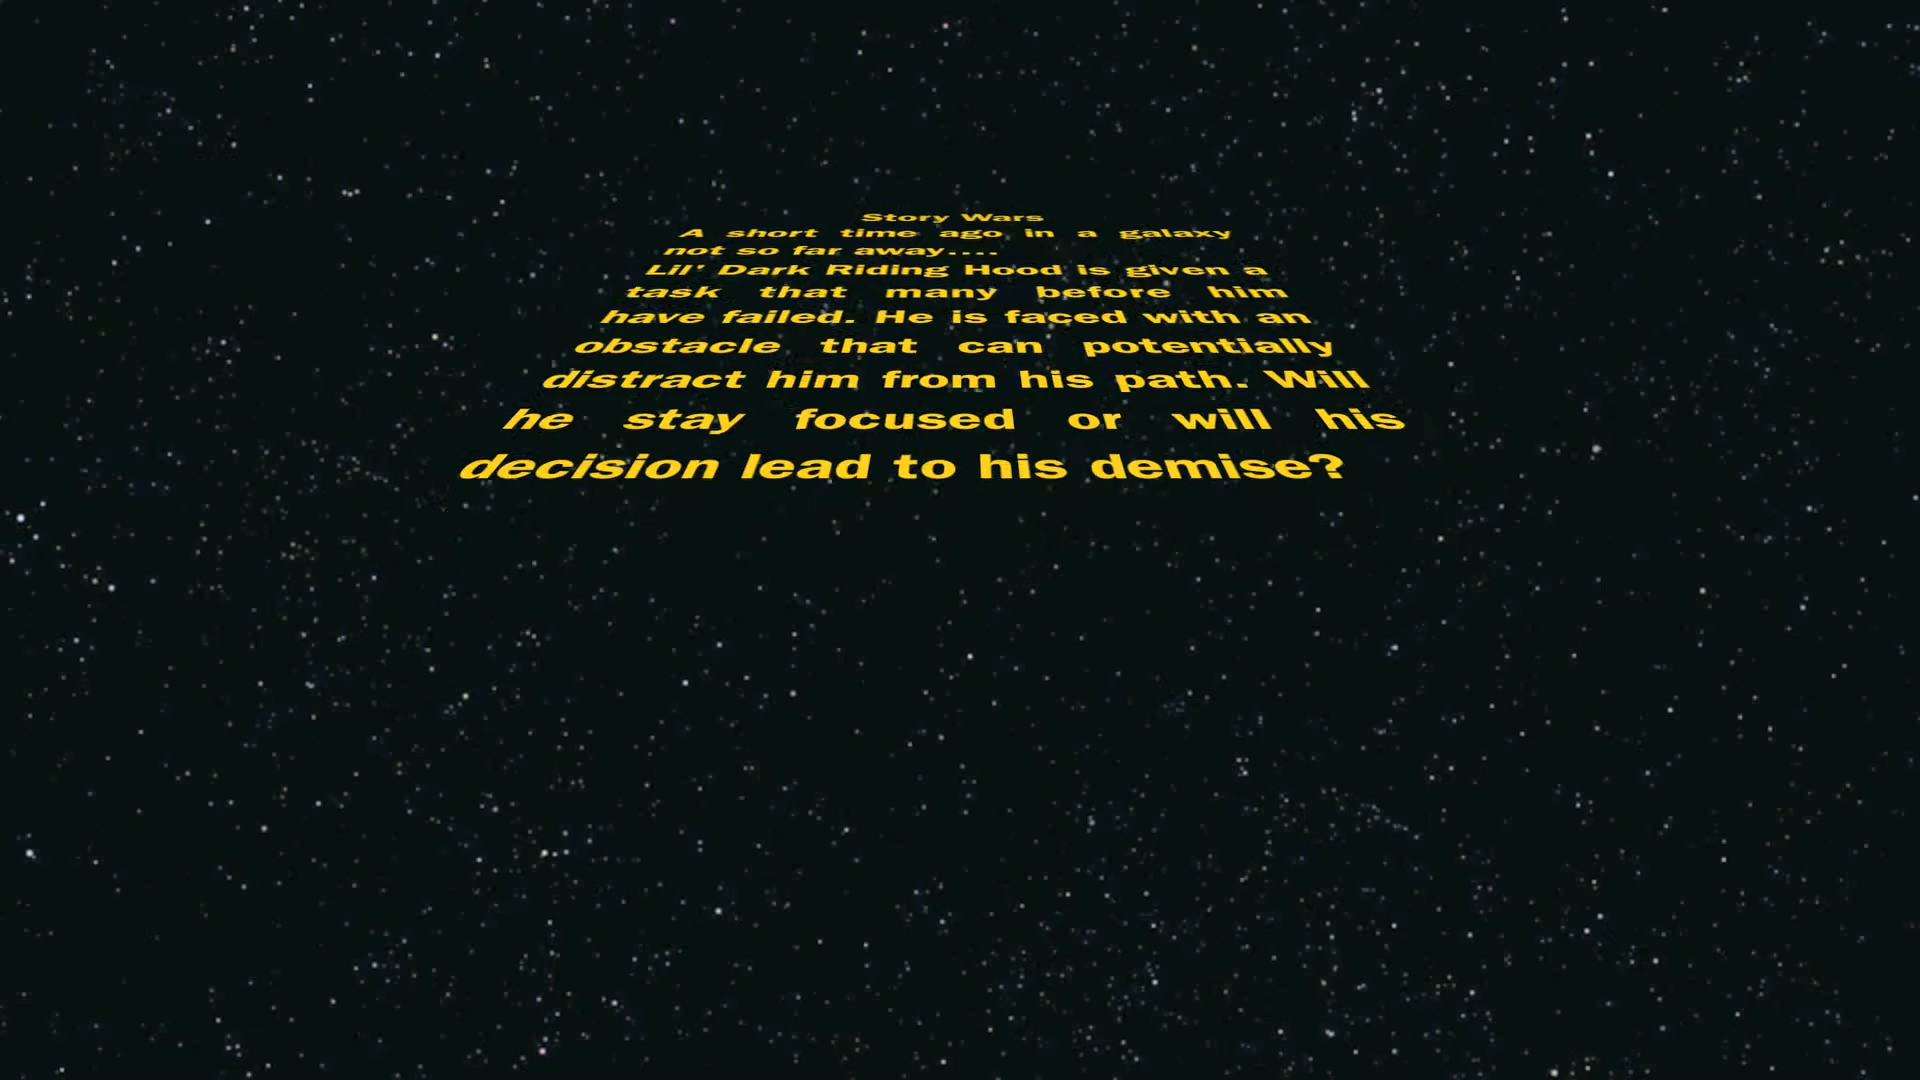 Story Wars
A short time ago in a galaxy
not so far away....
Lil' Dark Riding Hood is given a
task that many before him
have failed. He is faced with an
obstacle that can potentially
distract him from his path. Will
he stay focused or will his
decision lead to his demise?